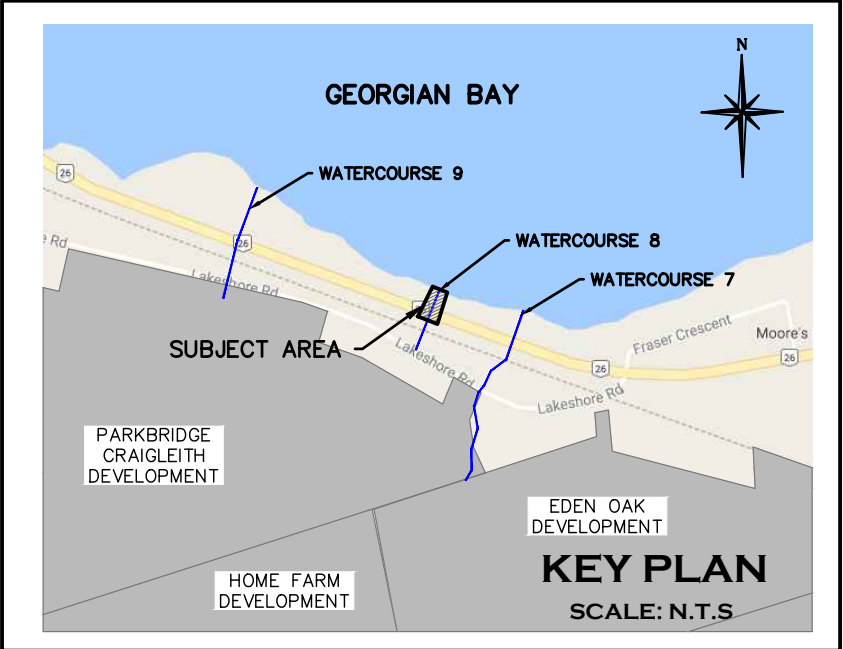 N
GEORGIAN BAY
26
WATERCOURSE 9
WATERCOURSE 8
e Rd
26
Lakeshore Rd
WATERCOURSE 7
SUBJECT AREA
Lakeshore Rd
Fraser Crescent
Moore's
26
26
Lakeshore Rd
PARKBRIDGE
CRAIGLEITH
DEVELOPMENT
EDEN OAK
DEVELOPMENT
HOME FARM
DEVELOPMENT
KEY PLAN
SCALE: N.T.S